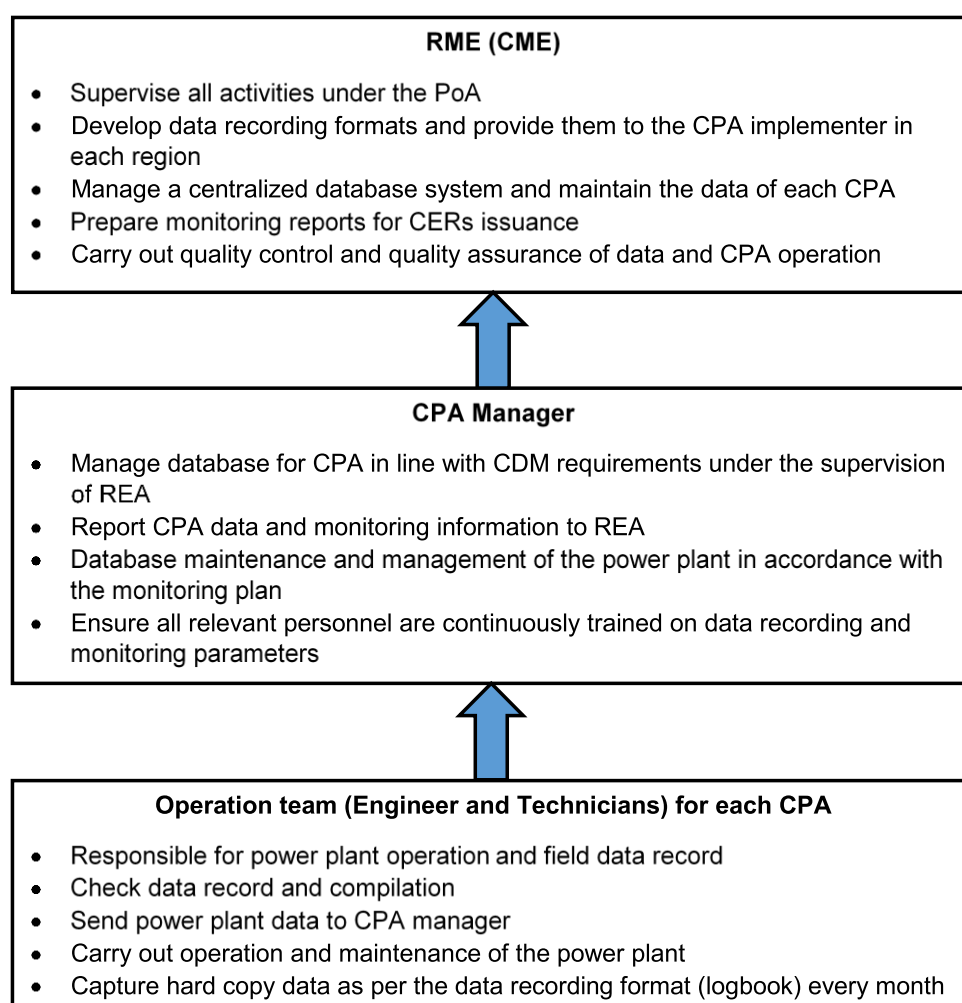 RME (CME)
• Supervise all activities under the PoA
• Develop data recording formats and provide them to the CPA implementer in
each region
• Manage a centralized database system and maintain the data of each CPA
• Prepare monitoring reports for CERs issuance
• Carry out quality control and quality assurance of data and CPA operation
CPA Manager
• Manage database for CPA in line with CDM requirements under the supervision
of REA
• Report CPA data and monitoring information to REA
• Database maintenance and management of the power plant in accordance with
the monitoring plan
• Ensure all relevant personnel are continuously trained on data recording and
monitoring parameters
Operation team (Engineer and Technicians) for each CPA
• Responsible for power plant operation and field data record
• Check data record and compilation
• Send power plant data to CPA manager
• Carry out operation and maintenance of the power plant
• Capture hard copy data as per the data recording format (logbook) every month